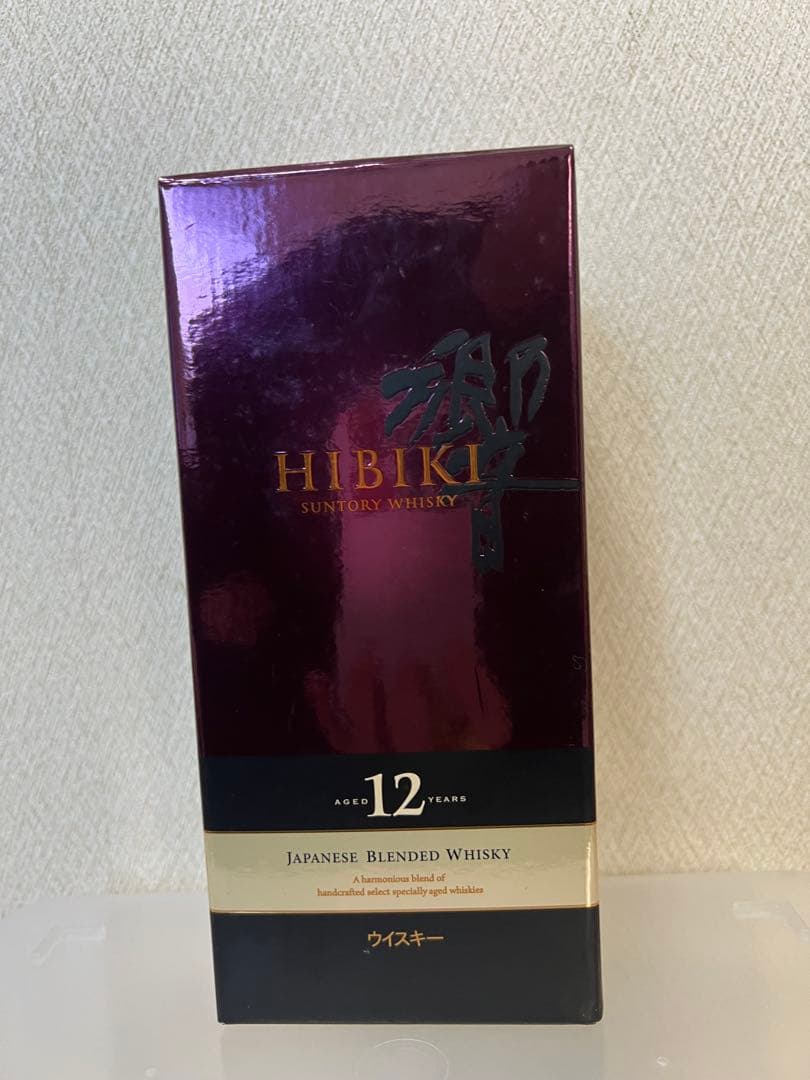 響
HIBIKI
SUNTORY WHISKY
AGED 12 YEARS
JAPANESE BLENDED WHISKY
A harmonious blend of
handcrafted select specially aged whiskies
ウイスキー